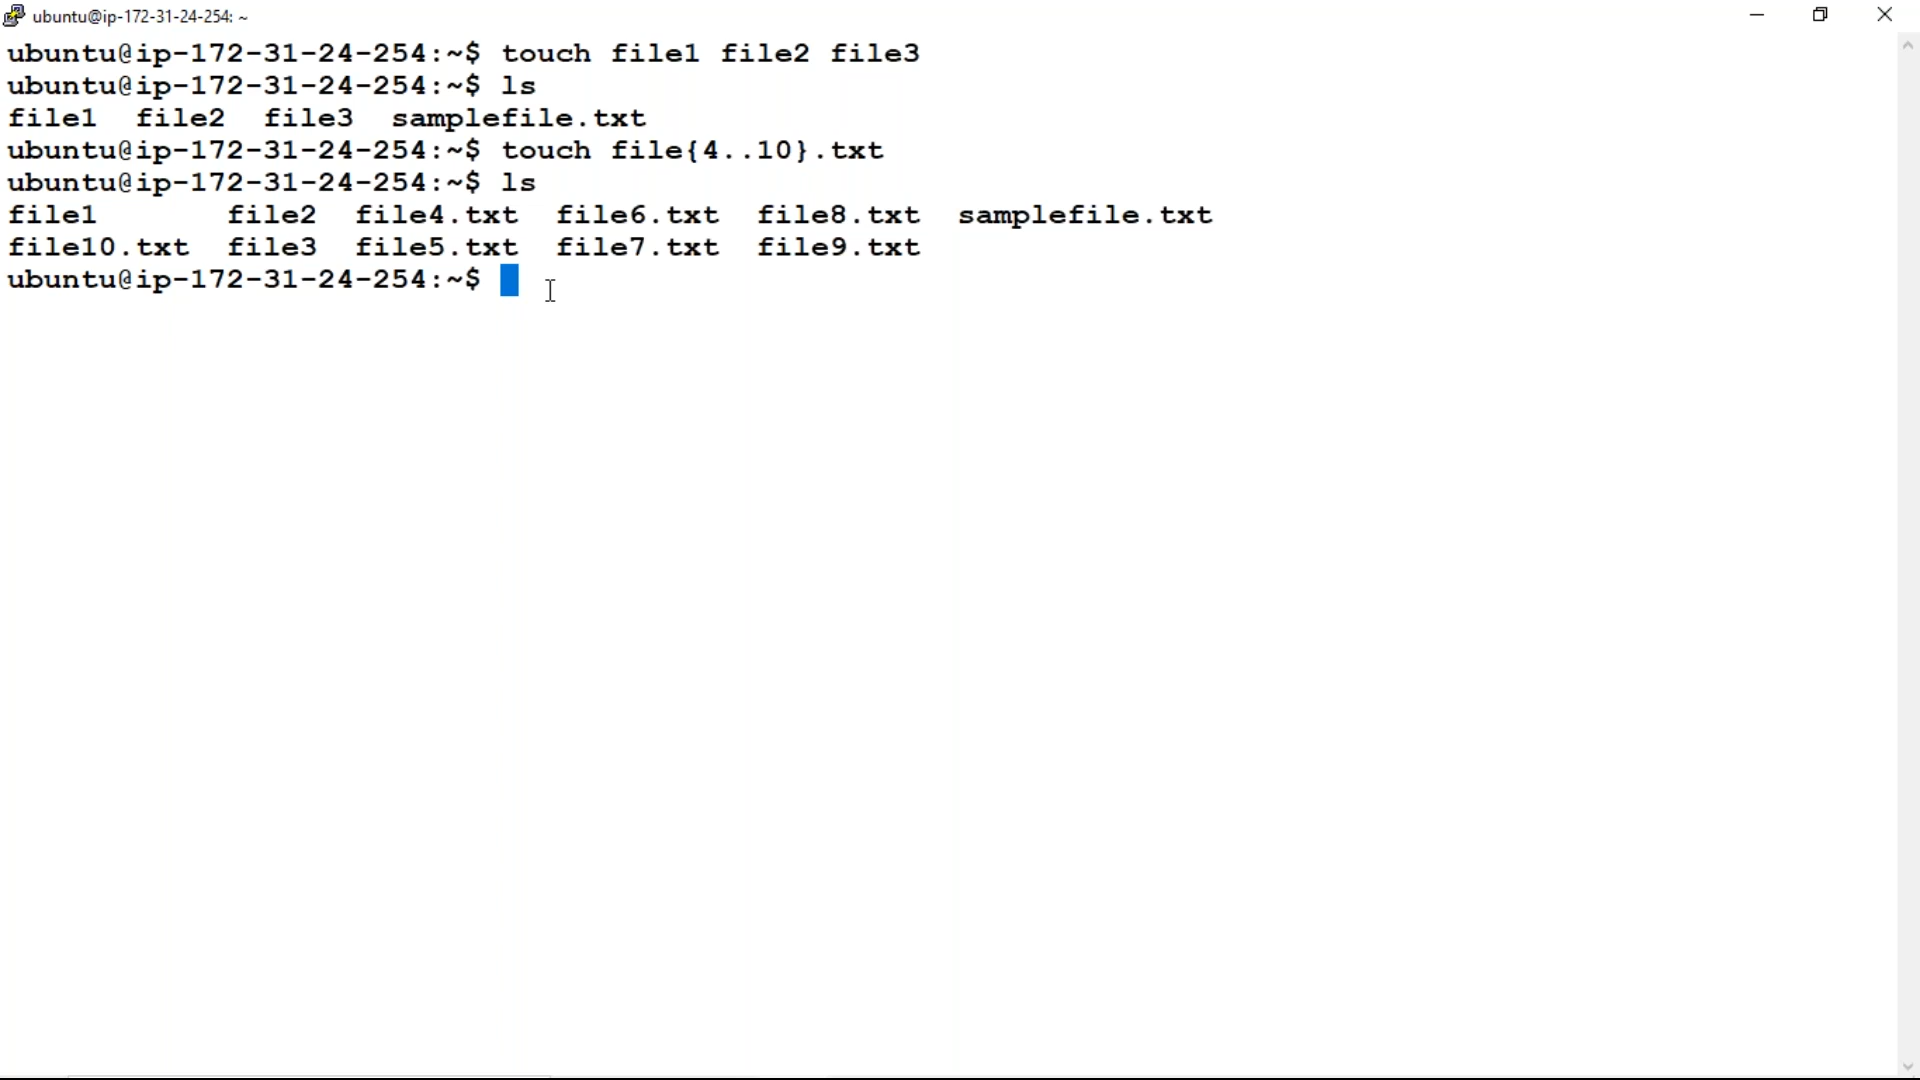 ubuntu@ip-172-31-24-254: ~
ubuntu@ip-172-31-24-254:~$ touch file1 file2 file3
ubuntu@ip-172-31-24-254:~$ ls
file1  file2  file3  samplefile.txt
ubuntu@ip-172-31-24-254:~$ touch file{4..10}.txt
ubuntu@ip-172-31-24-254:~$ ls
file1       file2  file4.txt  file6.txt  file8.txt  samplefile.txt
file10.txt  file3  file5.txt  file7.txt  file9.txt
ubuntu@ip-172-31-24-254:~$